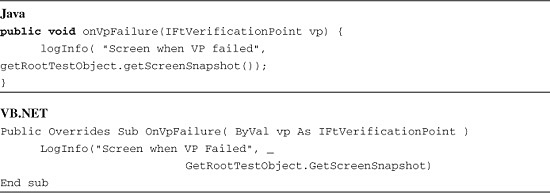 Java
public void onVpFailure(IFtVerificationPoint vp) {
logInfo( "Screen when VP failed",
getRootTestObject.getScreenSnapshot());
}
VB.NET
Public Overrides Sub OnVpFailure( ByVal vp As IFtVerificationPoint )
LogInfo("Screen when VP Failed", _
GetRootTestObject.GetScreenSnapshot)
End sub